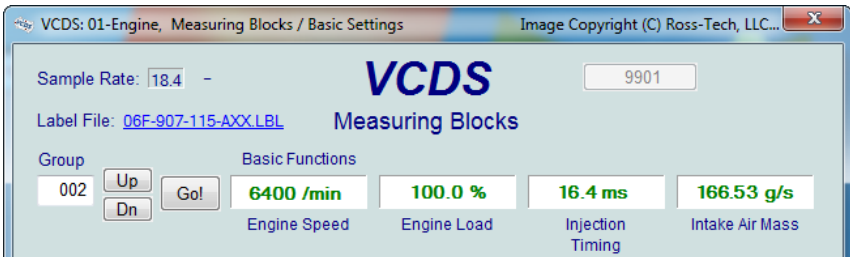 VCDS: 01-Engine, Measuring Blocks / Basic Settings Image Copyright (C) Ross-Tech, LLC...
Sample Rate: 18.4 -
VCDS
9901
Label File: 06F-907-115-AXX.LBL
Measuring Blocks
Group
Basic Functions
002 Up Dn Go! 6400 /min 100.0 % 16.4 ms 166.53 g/s
Engine Speed Engine Load Injection Timing Intake Air Mass